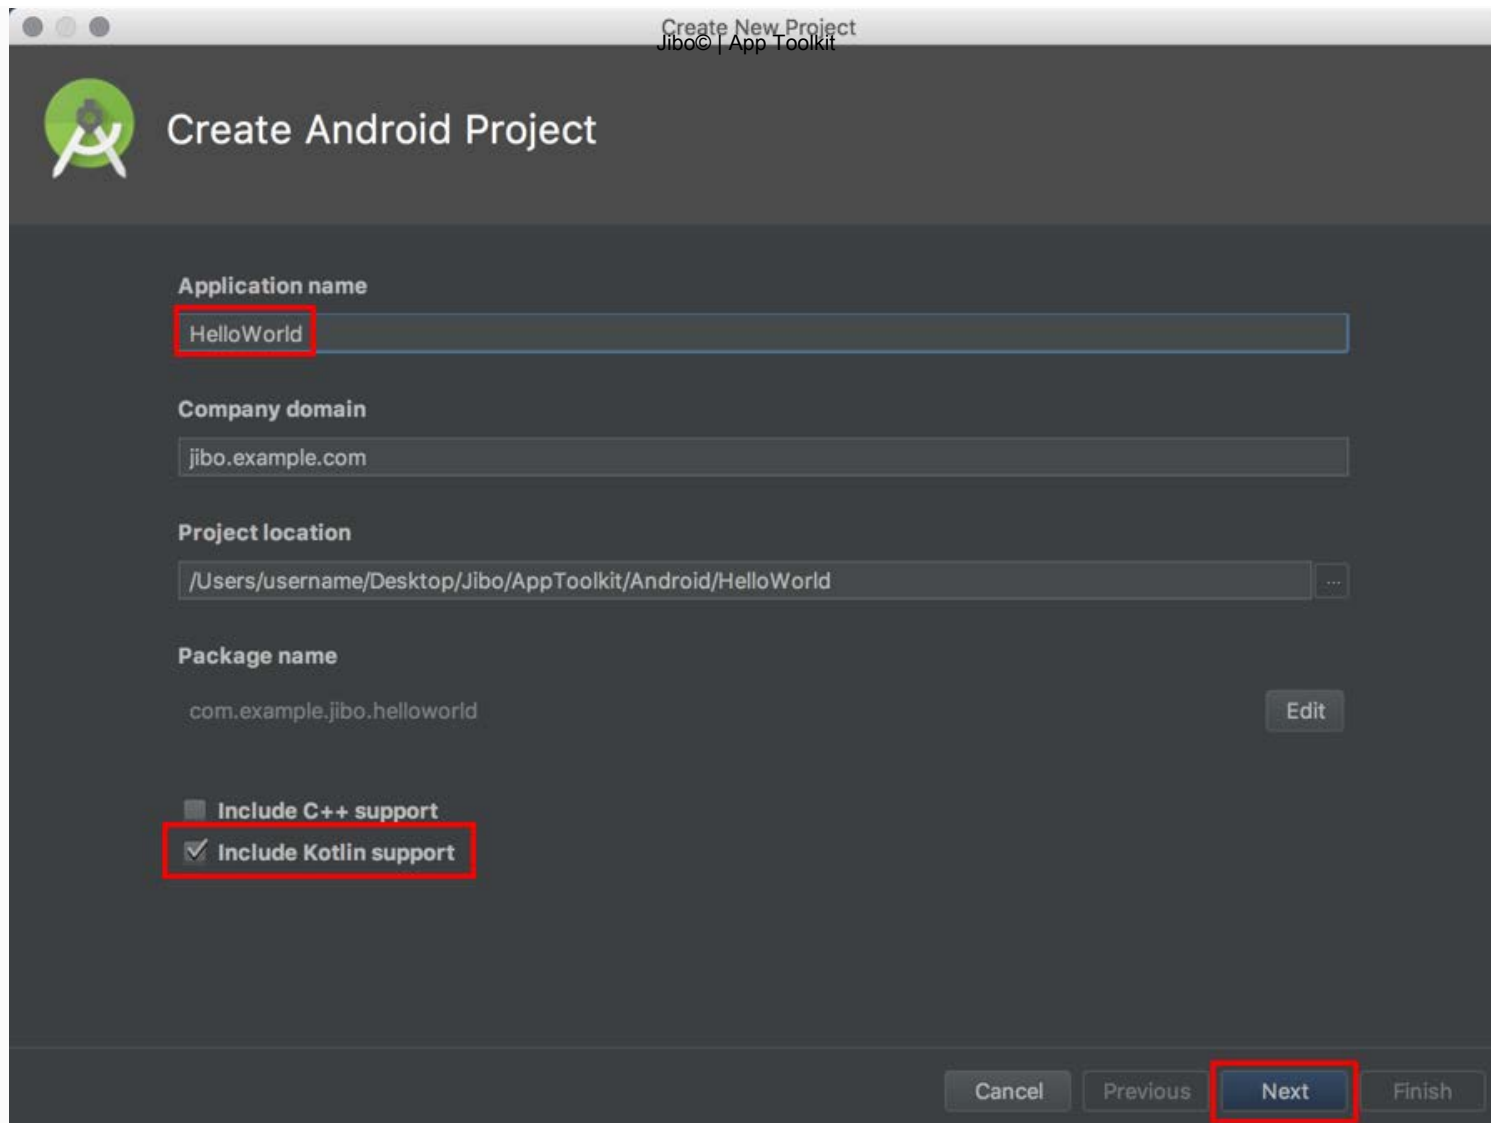 Create New Project
Jibo© | App Toolkit
Create Android Project
Application name
HelloWorld
Company domain
jibo.example.com
Project location
/Users/username/Desktop/Jibo/AppToolkit/Android/HelloWorld
...
Package name
com.example.jibo.helloworld
Edit
Include C++ support
Include Kotlin support
Cancel Previous Next Finish